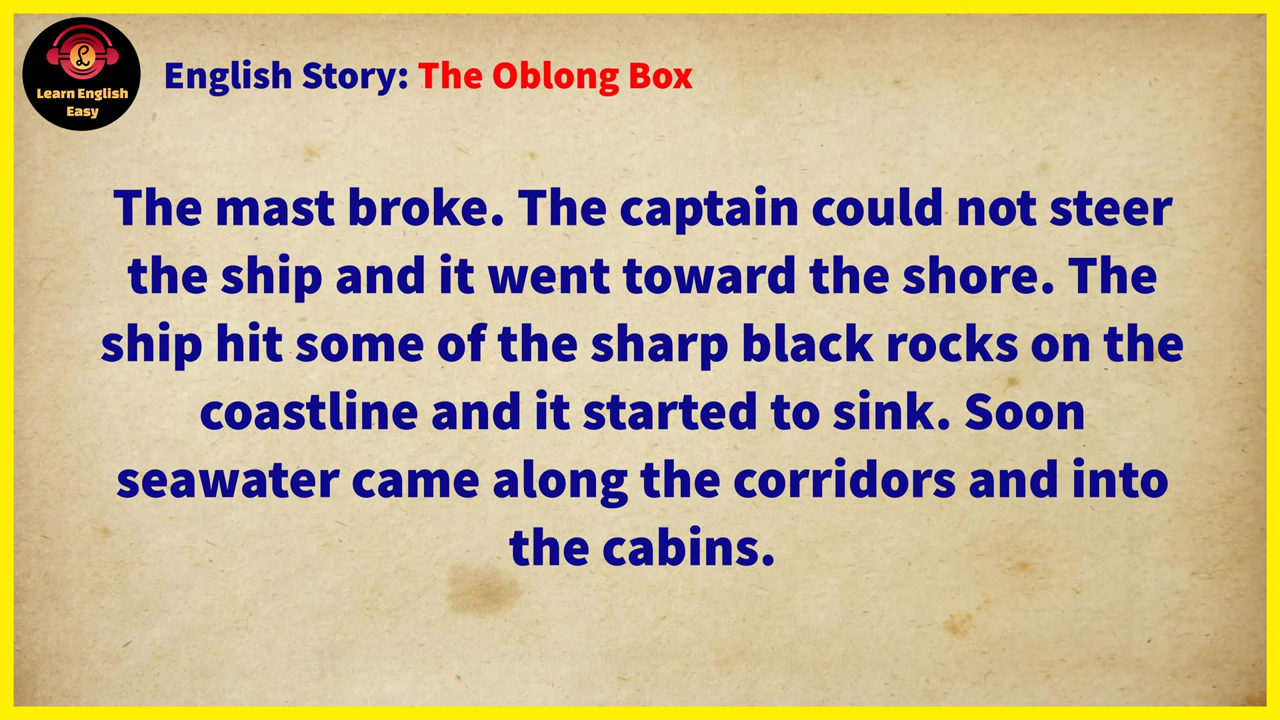 Learn English
Easy
English Story: The Oblong Box
The mast broke. The captain could not steer
the ship and it went toward the shore. The
ship hit some of the sharp black rocks on the
coastline and it started to sink. Soon
seawater came along the corridors and into
the cabins.